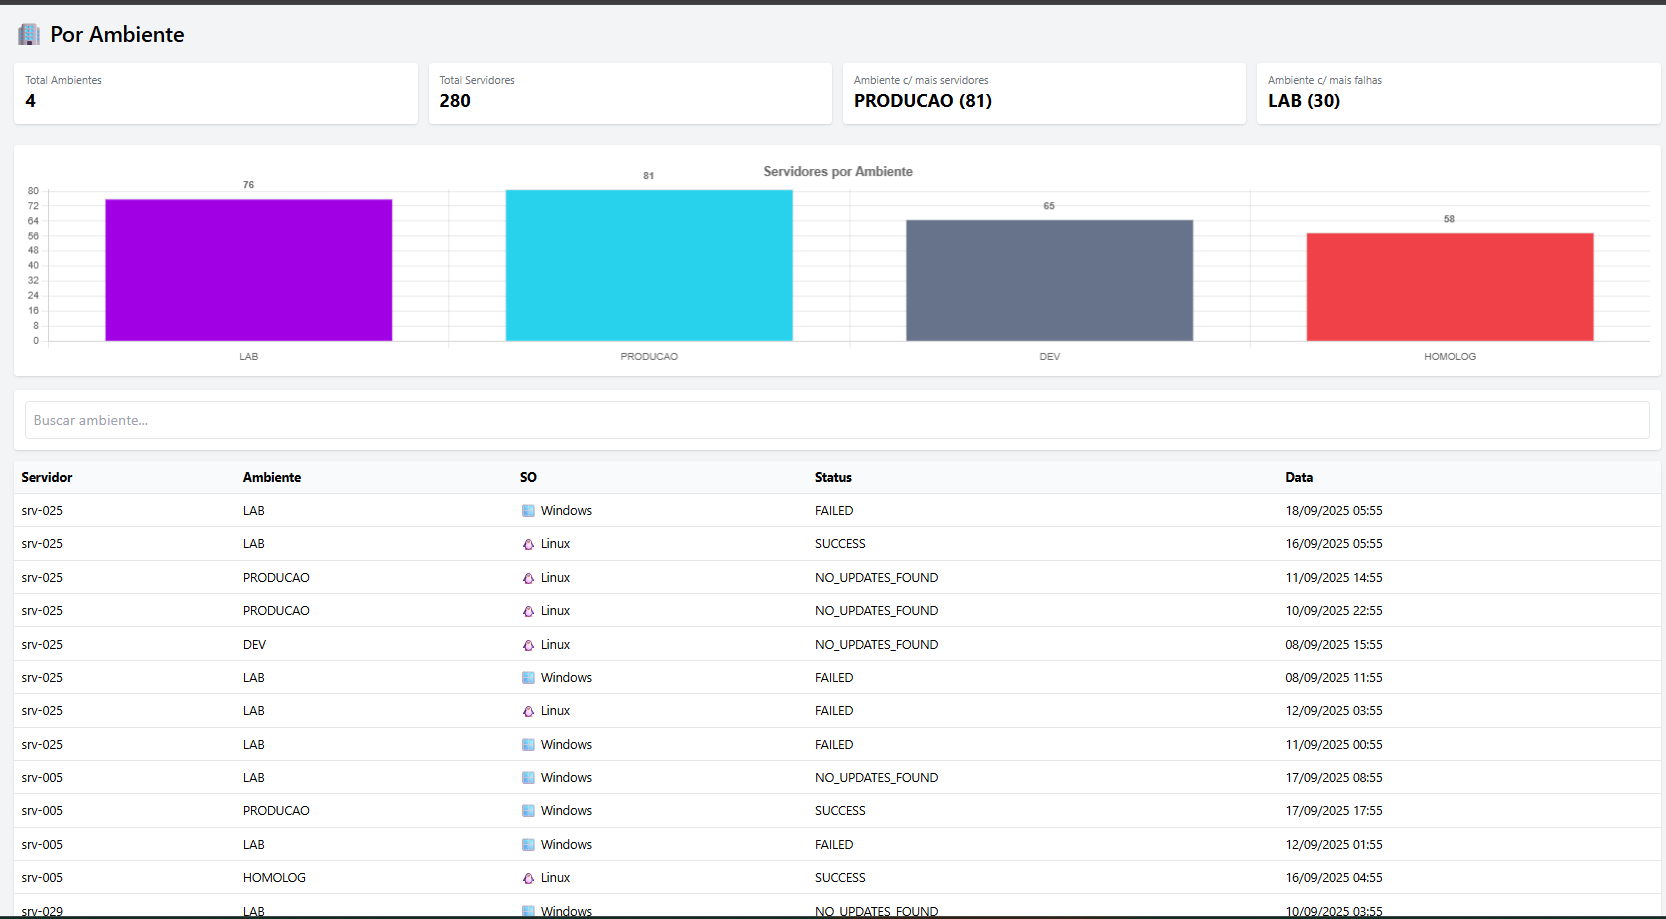 Por Ambiente
Total Ambientes
4
Total Servidores
280
Ambiente c/ mais servidores
PRODUCAO (81)
Ambiente c/ mais falhas
LAB (30)
Servidores por Ambiente
76
81
65
58
80
72
64
56
48
40
32
24
16
8
0
LAB
PRODUCAO
DEV
HOMOLOG
Buscar ambiente...
Servidor Ambiente SO Status Data
srv-025 LAB Windows FAILED 18/09/2025 05:55
srv-025 LAB Linux SUCCESS 16/09/2025 05:55
srv-025 PRODUCAO Linux NO_UPDATES_FOUND 11/09/2025 14:55
srv-025 PRODUCAO Linux NO_UPDATES_FOUND 10/09/2025 22:55
srv-025 DEV Linux NO_UPDATES_FOUND 08/09/2025 15:55
srv-025 LAB Windows FAILED 08/09/2025 11:55
srv-025 LAB Linux FAILED 12/09/2025 03:55
srv-025 LAB Windows FAILED 11/09/2025 00:55
srv-005 LAB Windows NO_UPDATES_FOUND 17/09/2025 08:55
srv-005 PRODUCAO Windows SUCCESS 17/09/2025 17:55
srv-005 LAB Windows FAILED 12/09/2025 01:55
srv-005 HOMOLOG Linux SUCCESS 16/09/2025 04:55
srv-029 LAB Windows NO_UPDATES_FOUND 10/09/2025 03:55